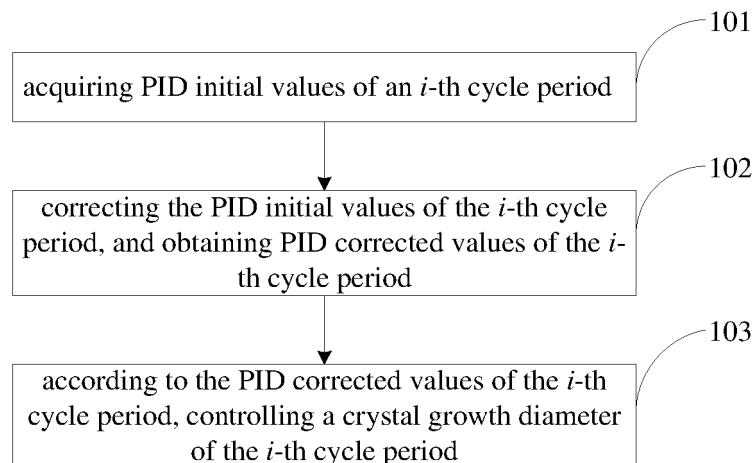 101
acquiring PID initial values of an i-th cycle period
102
correcting the PID initial values of the i-th cycle
period, and obtaining PID corrected values of the i-
th cycle period
103
according to the PID corrected values of the i-th
cycle period, controlling a crystal growth diameter
of the i-th cycle period